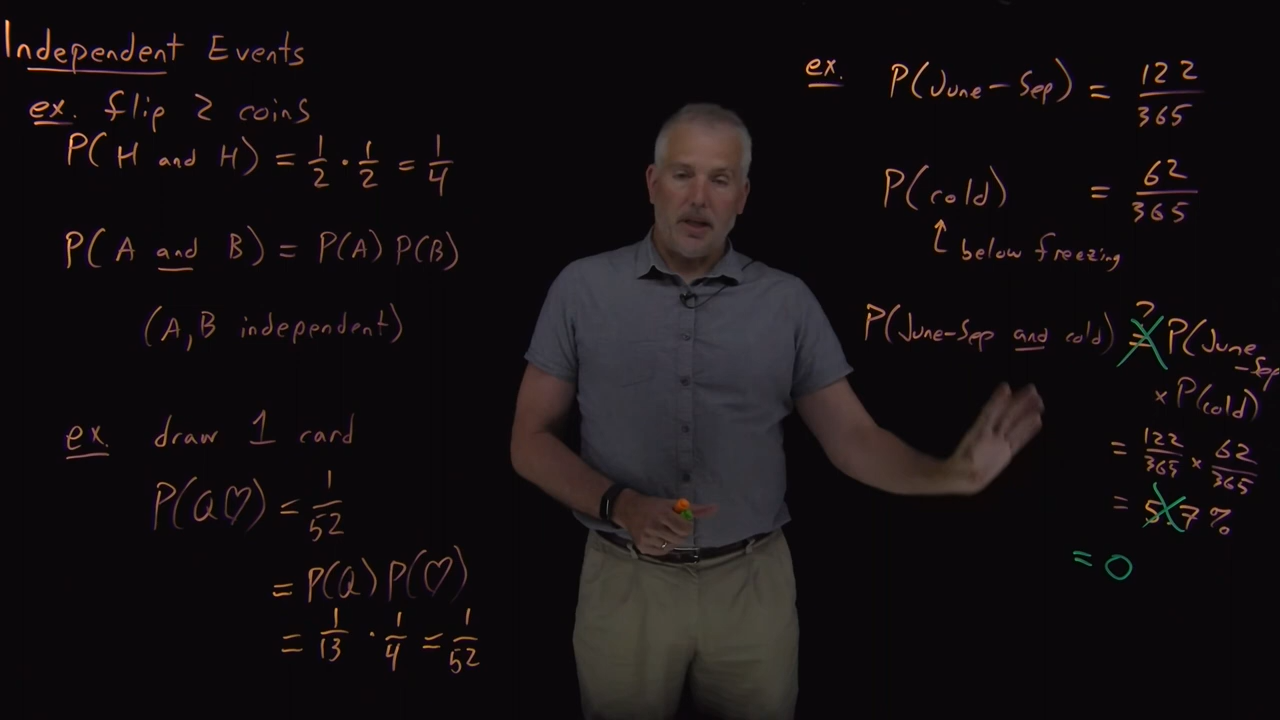 Independent Events
ex. flip 2 coins
P(H and H) = 1/2 · 1/2 = 1/4
P(A and B) = P(A) P(B)
(A, B independent)
ex. draw 1 card
P(Q♡) = 1/52
= P(Q) P(♡)
= 1/13 · 1/4 = 1/52
ex. P(June-Sep) = 122/365
P(cold) = 62/365
↑ below freezing
P(June-Sep and cold) ?= P(June-Sep)
× P(cold)
= 122/365 × 62/365
= 5.7%
= 0